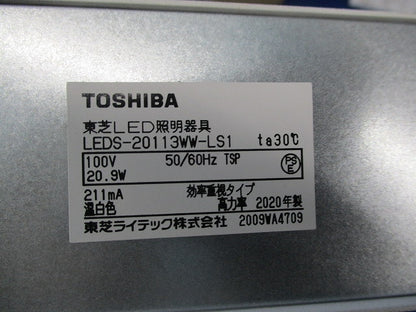 TOSHIBA
東芝LED照明器具
LEDS-20113WW-LS1 ta30℃
100V 50/60Hz TSP
20.9W
PS
E
211mA 効率重視タイプ
温白色 高力率 2020年製
東芝ライテック株式会社 2009WA4709